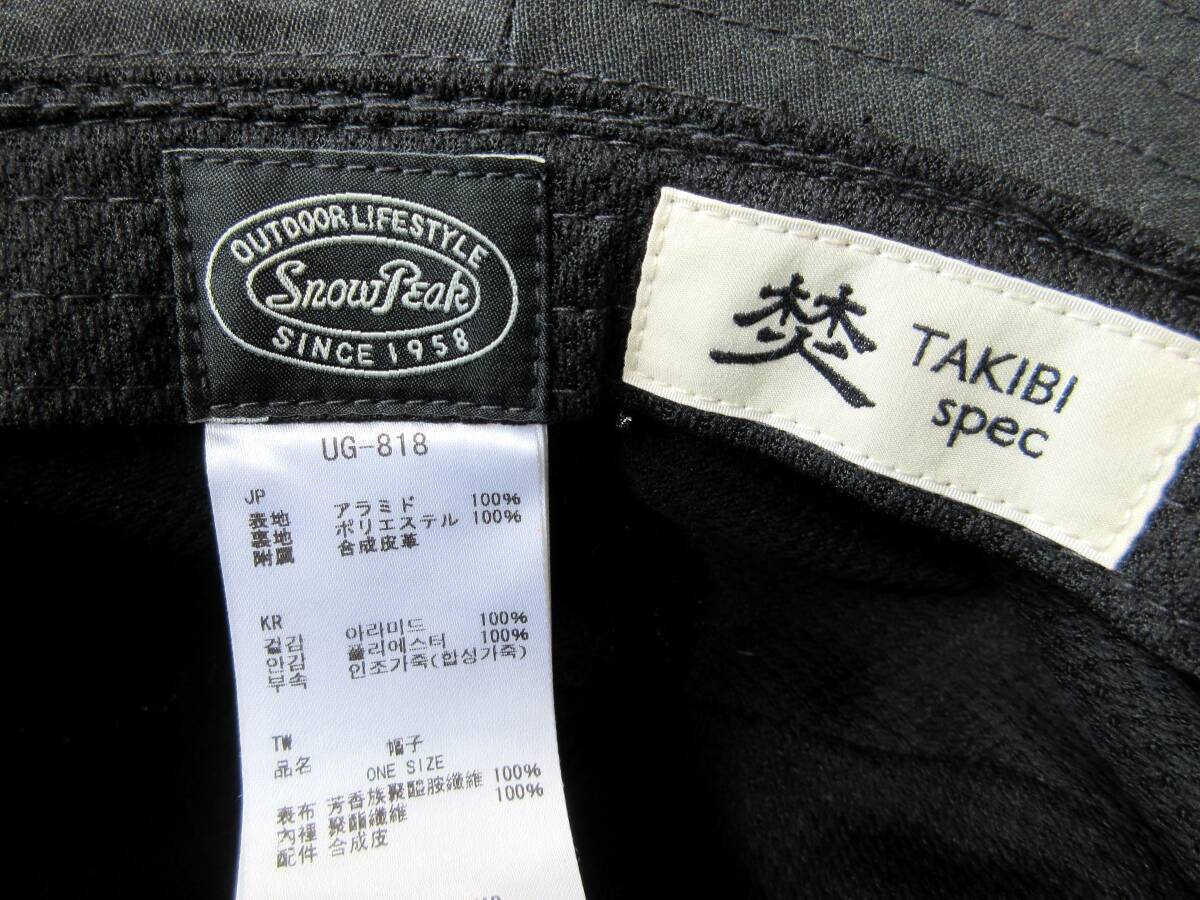 OUTDOOR LIFESTYLE
Snow Peak
SINCE 1958
焚 TAKIBI
spec
UG-818
JP
表地 アラミド 100%
裏地 ポリエステル 100%
附属 合成皮革
KR
겉감 아라미드 100%
안감 폴리에스터 100%
부속 인조가죽(합성가죽)
TW
品名 帽子
ONE SIZE
表布 芳香族聚醯胺纖維 100%
內裡 聚酯纖維 100%
配件 合成皮